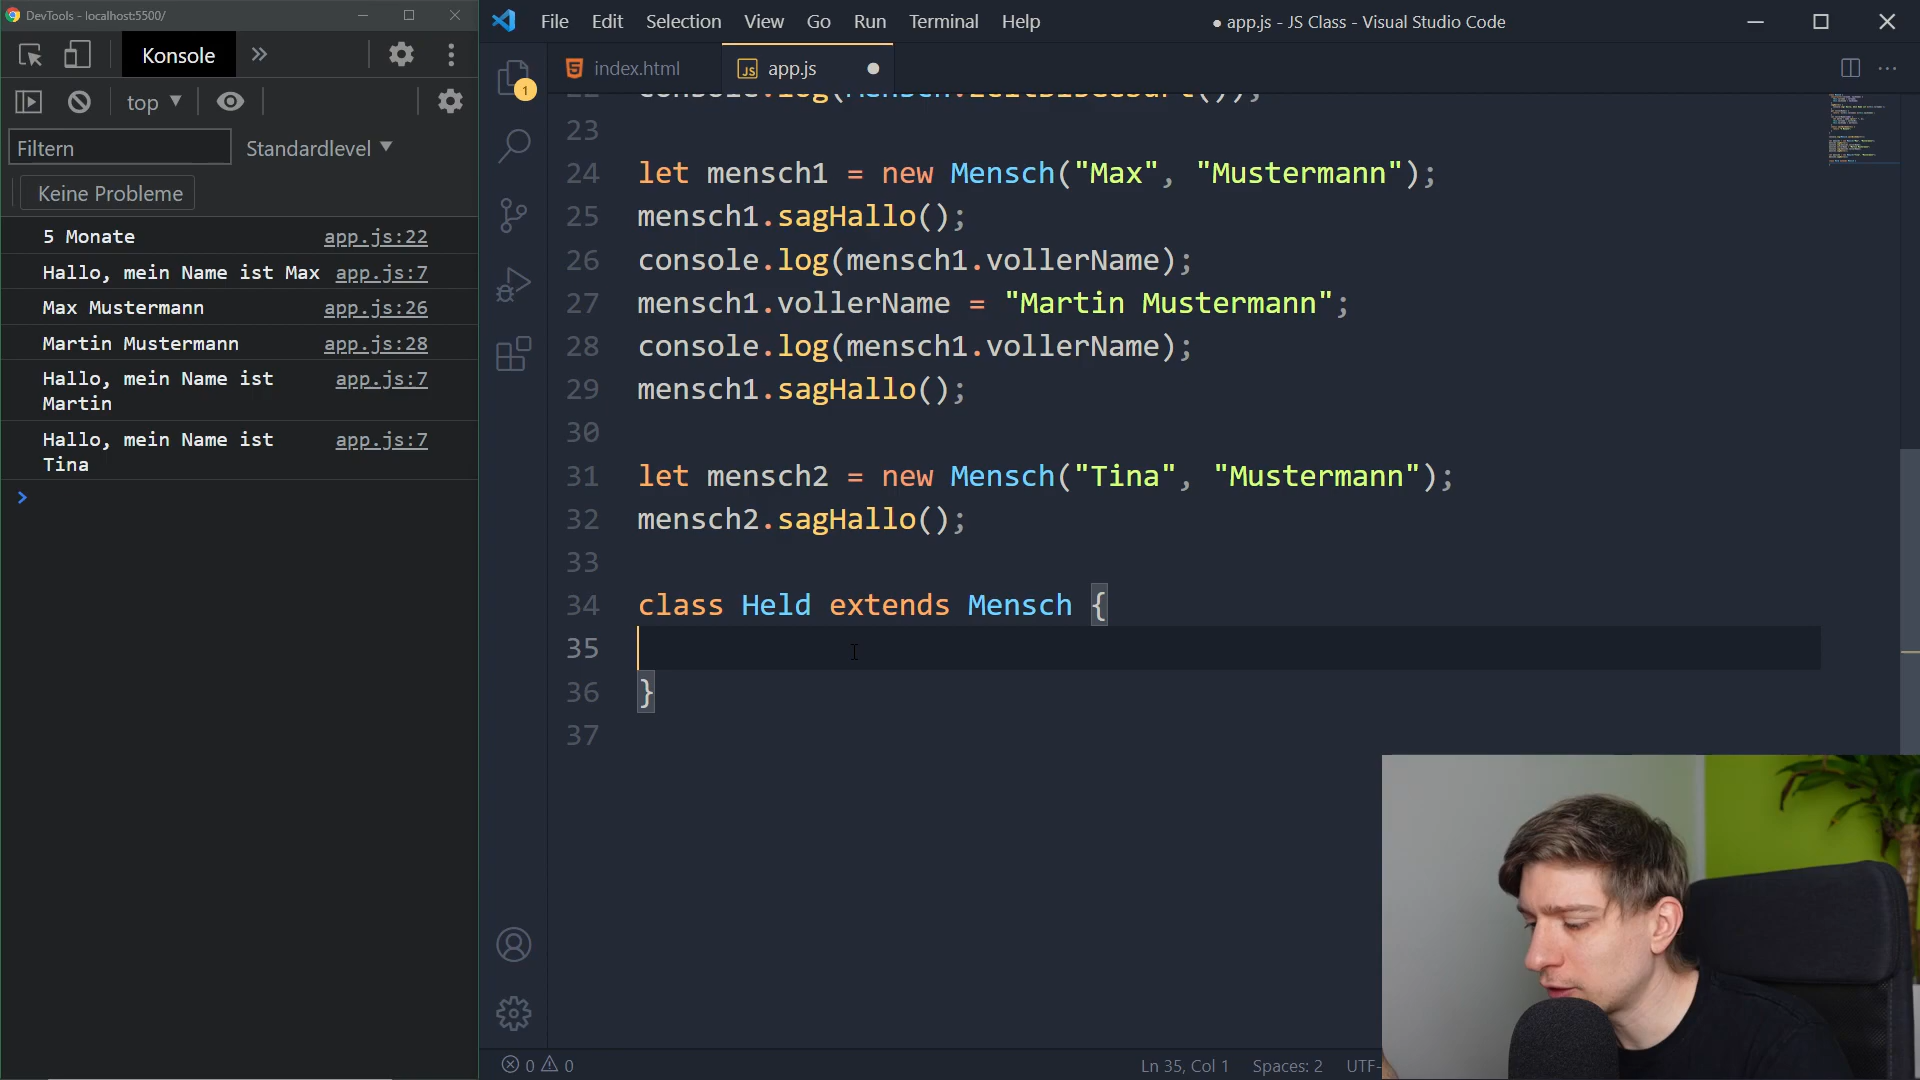 DevTools - localhost:5500/
Konsole
top
Filtern
Standardlevel
Keine Probleme
5 Monate app.js:22
Hallo, mein Name ist Max app.js:7
Max Mustermann app.js:26
Martin Mustermann app.js:28
Hallo, mein Name ist app.js:7
Martin
Hallo, mein Name ist app.js:7
Tina
>
File Edit Selection View Go Run Terminal Help
● app.js - JS Class - Visual Studio Code
1
index.html
JS app.js
23
24 let mensch1 = new Mensch("Max", "Mustermann");
25 mensch1.sagHallo();
26 console.log(mensch1.vollerName);
27 mensch1.vollerName = "Martin Mustermann";
28 console.log(mensch1.vollerName);
29 mensch1.sagHallo();
30
31 let mensch2 = new Mensch("Tina", "Mustermann");
32 mensch2.sagHallo();
33
34 class Held extends Mensch {
35
36 }
37
0 0
Ln 35, Col 1 Spaces: 2 UTF-